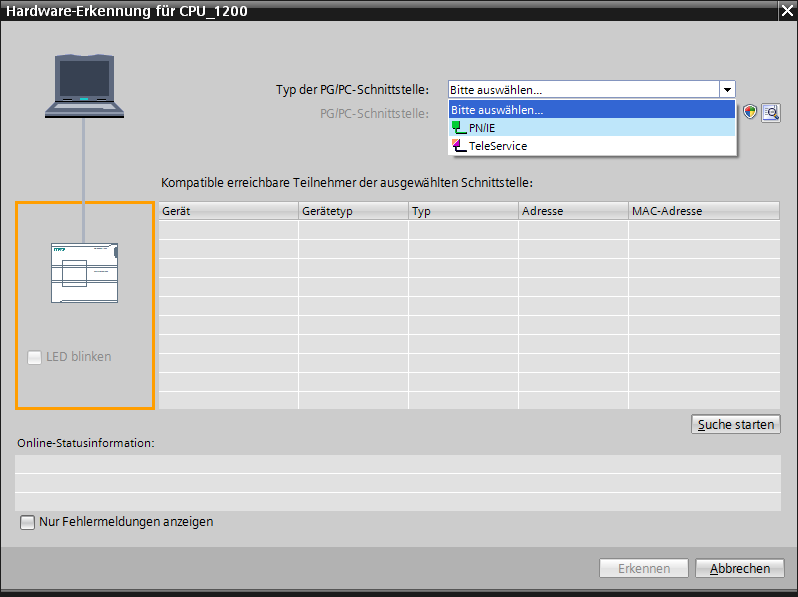 Hardware-Erkennung für CPU_1200
Typ der PG/PC-Schnittstelle:
Bitte auswählen...
PG/PC-Schnittstelle:
Bitte auswählen...
PN/IE
TeleService
Kompatible erreichbare Teilnehmer der ausgewählten Schnittstelle:
Gerät Gerätetyp Typ Adresse MAC-Adresse
LED blinken
Suche starten
Online-Statusinformation:
Nur Fehlermeldungen anzeigen
Erkennen Abbrechen